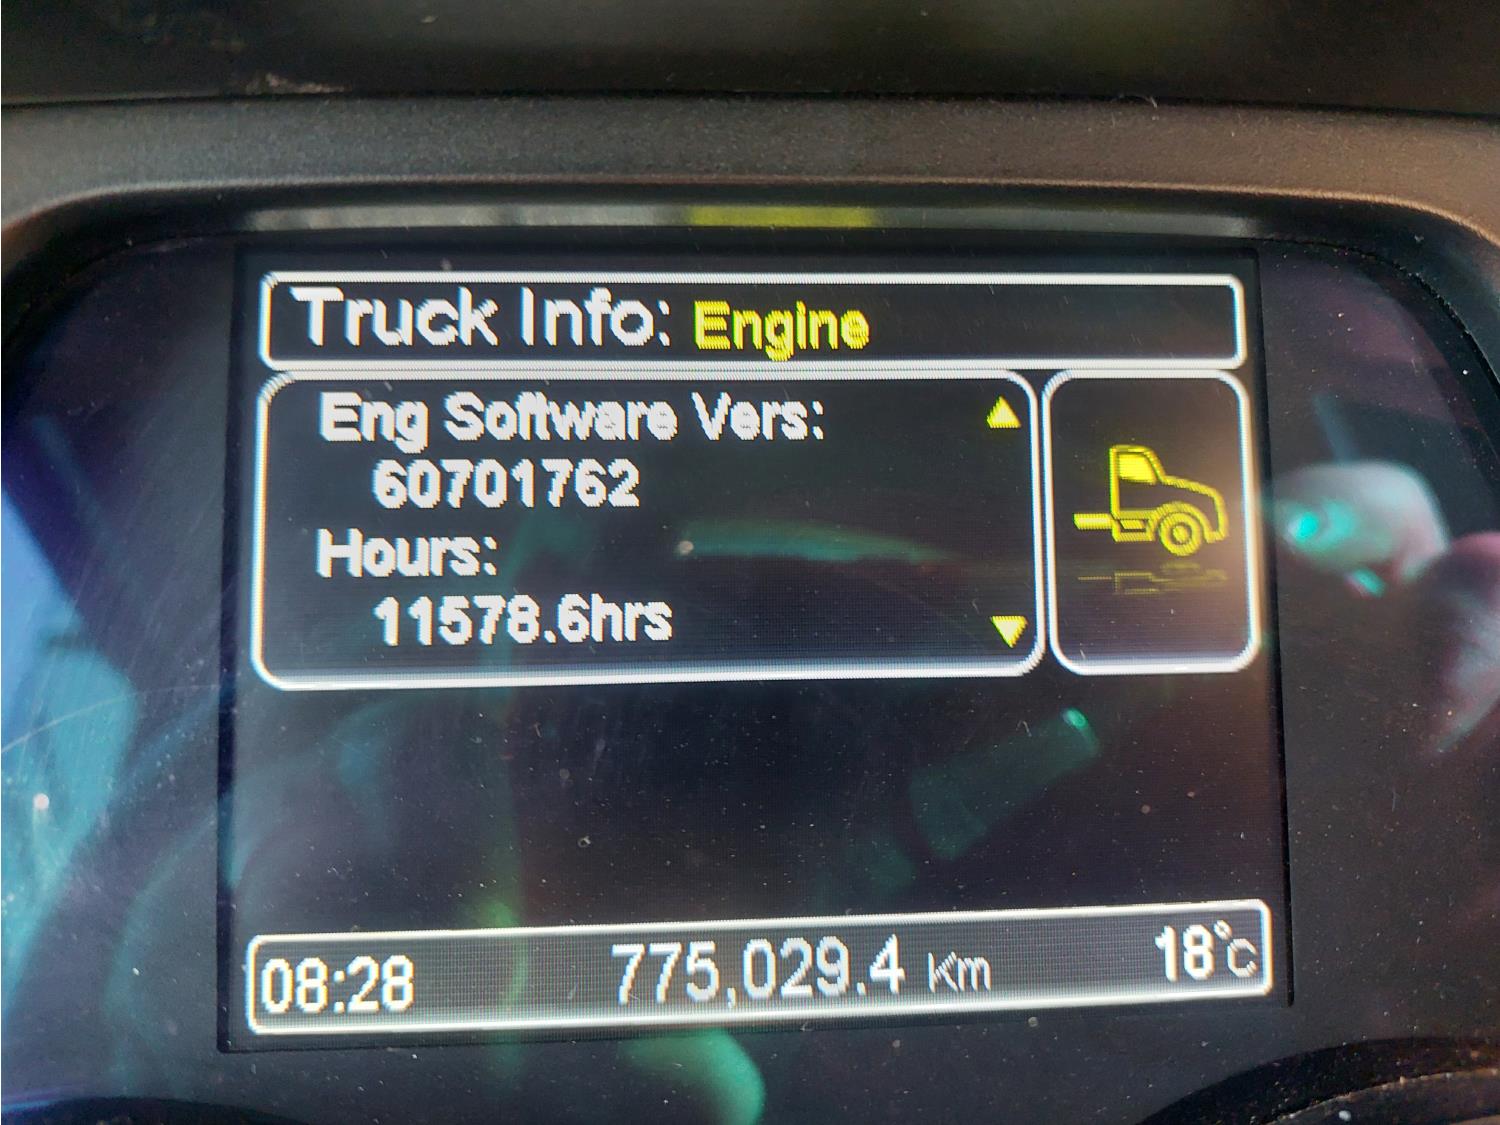 Truck Info: Engine
Eng Software Vers:
60701762
Hours:
11578.6hrs
08:28 775,029.4 Km 18°C